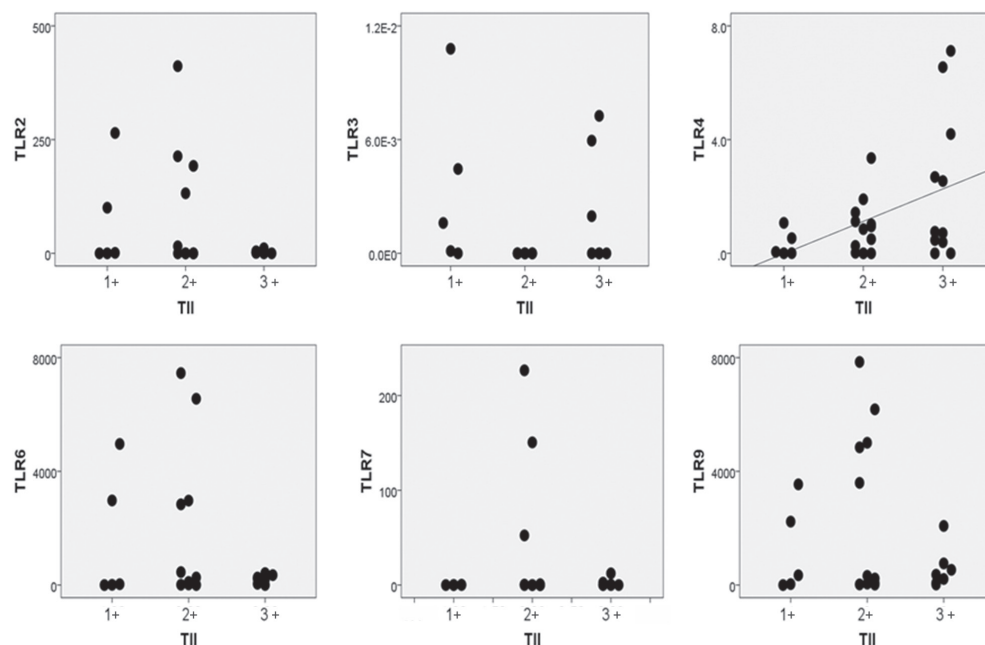 500
250
0
TLR2
1+ 2+ 3+
TII
1.2E-2
6.0E-3
0.0E0
TLR3
1+ 2+ 3+
TII
8.0
4.0
.0
TLR4
1+ 2+ 3+
TII
8000
4000
0
TLR6
1+ 2+ 3+
TII
200
100
0
TLR7
1+ 2+ 3+
TII
8000
4000
0
TLR9
1+ 2+ 3+
TII